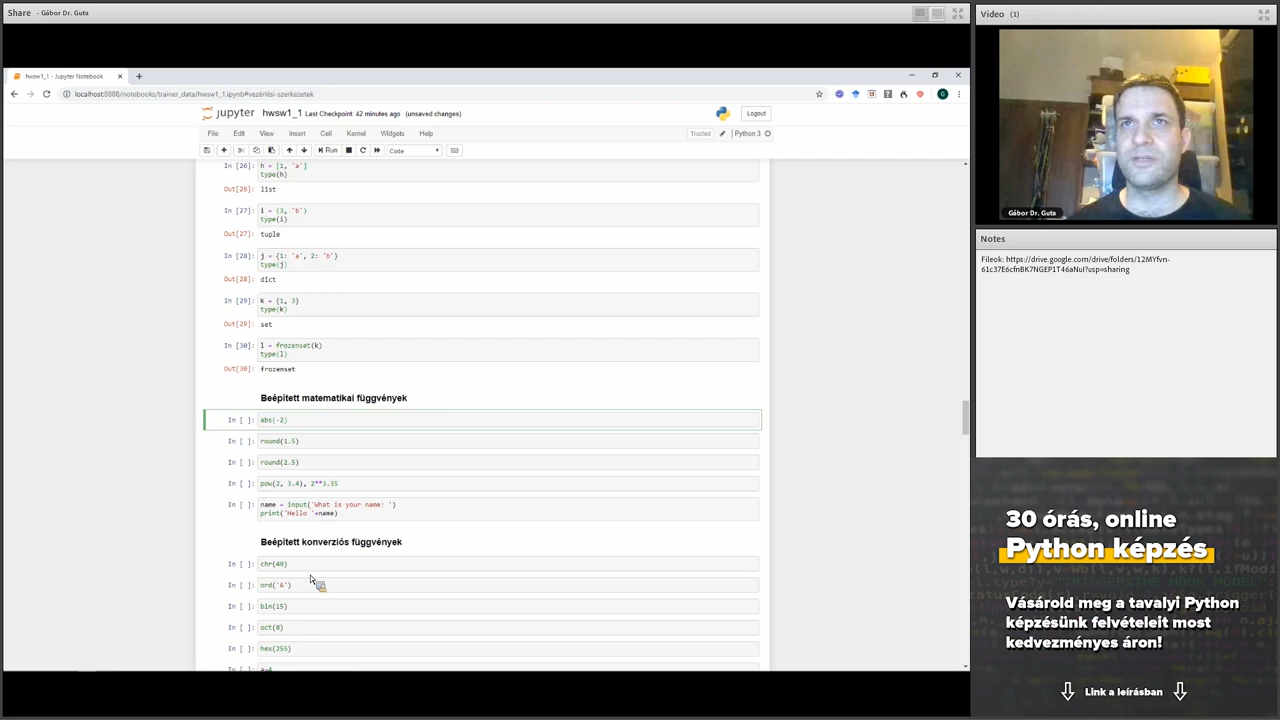 Share - Gábor Dr. Guta
hwsw1_1 - Jupyter Notebook
localhost:8888/notebooks/trainer_data/hwsw1_1.ipynb#vezérlési-szerkezetek
jupyter hwsw1_1 Last Checkpoint: 42 minutes ago (unsaved changes)
Logout
File Edit View Insert Cell Kernel Widgets Help
Trusted Python 3
Run Code
In [26]: h = [1, 'a']
type(h)
Out[26]: list
In [27]: i = (3, 'b')
type(i)
Out[27]: tuple
In [28]: j = {1: 'a', 2: 'b'}
type(j)
Out[28]: dict
In [29]: k = {1, 3}
type(k)
Out[29]: set
In [30]: l = frozenset(k)
type(l)
Out[30]: frozenset
Beépített matematikai függvények
In [ ]: abs(-2)
In [ ]: round(1.5)
In [ ]: round(2.5)
In [ ]: pow(2, 3.4), 2**3.35
In [ ]: name = input('What is your name: ')
print('Hello '+name)
Beépített konverziós függvények
In [ ]: chr(49)
In [ ]: ord('A')
In [ ]: bin(15)
In [ ]: oct(8)
In [ ]: hex(255)
a=4
Video (1)
Gábor Dr. Guta
Notes
Fileok: https://drive.google.com/drive/folders/12MYfvn-
61c37E6cfnBK7NGEP1T46aNuI?usp=sharing
30 órás, online
Python képzés
Vásárold meg a tavalyi Python
képzésünk felvételeit most
kedvezményes áron!
Link a leírásban